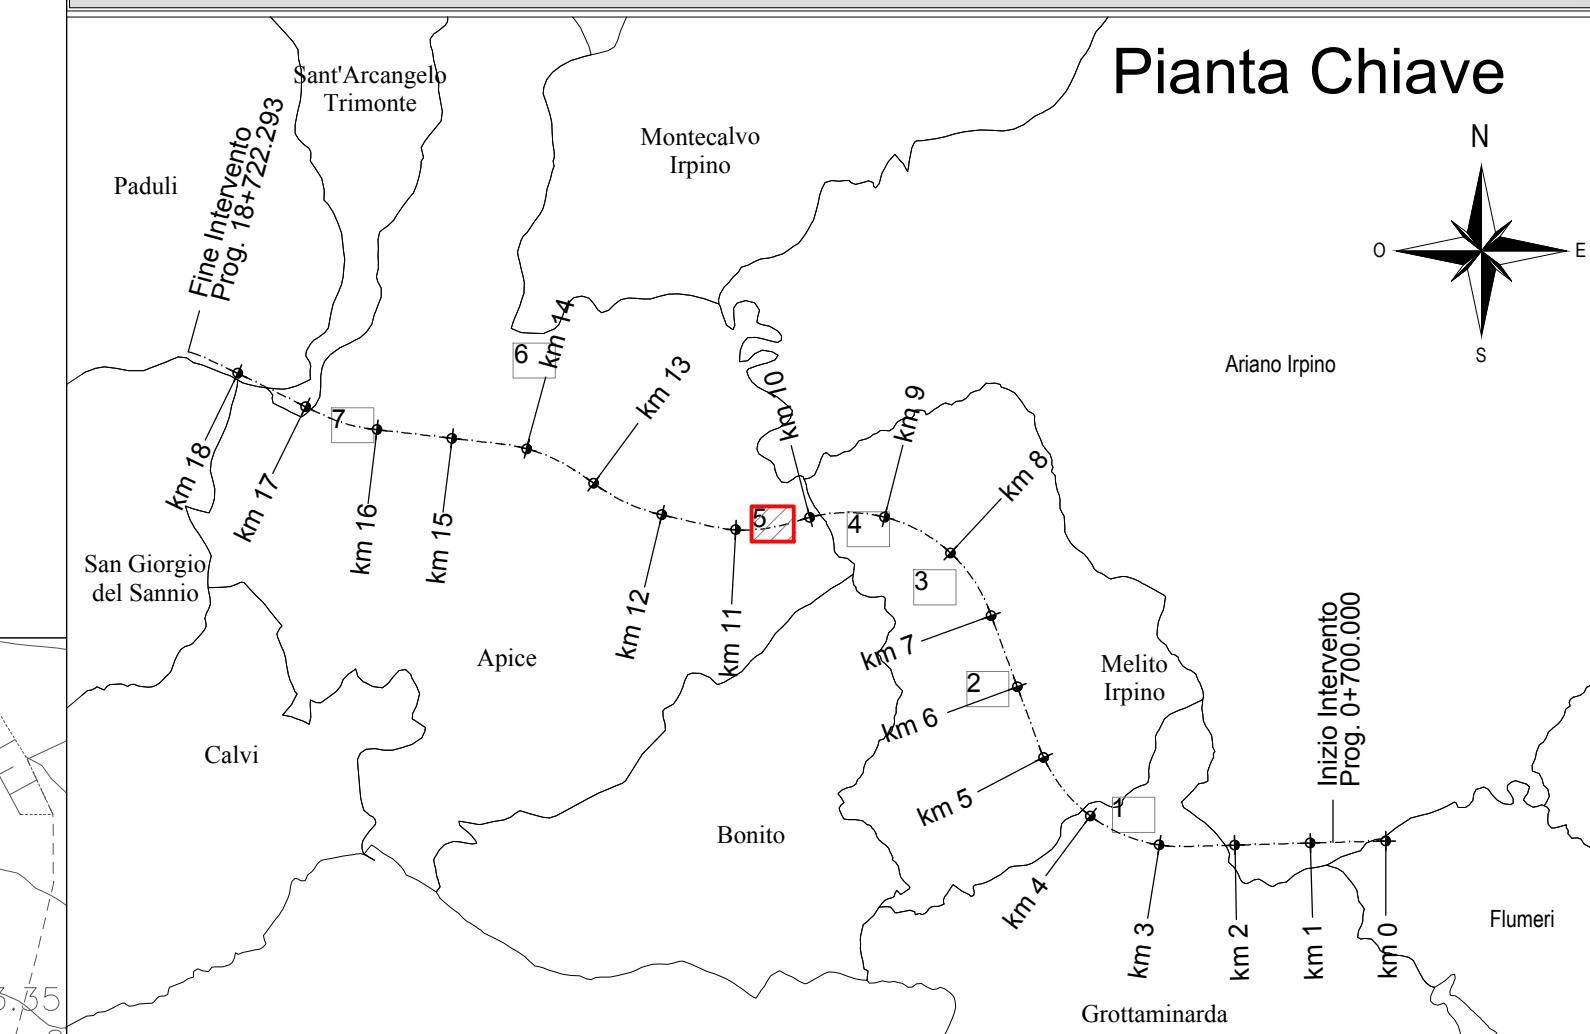 Pianta Chiave
Sant'Arcangelo
Trimonte
Montecalvo
Irpino
Paduli
Fine Intervento
Prog. 18+722.293
N
O
E
S
Ariano Irpino
6
km 14
km 13
km 10
km 9
7
km 8
km 18
km 17
km 16
km 15
5
4
3
San Giorgio
del Sannio
km 12
km 11
km 7
Apice
Melito
Irpino
2
km 6
Inizio Intervento
Prog. 0+700.000
Calvi
km 5
1
Bonito
km 4
km 3
km 2
km 1
km 0
Flumeri
Grottaminarda
3.35